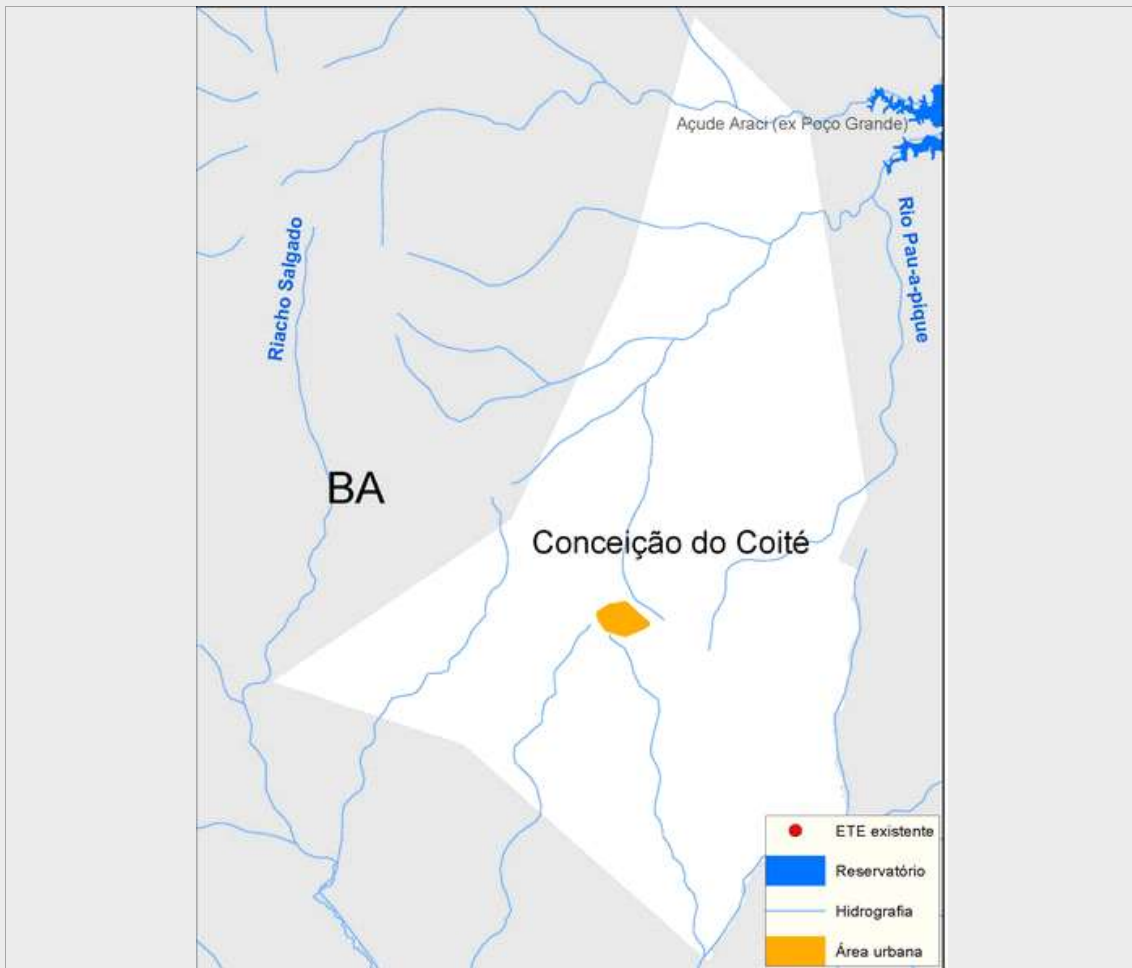 Açude Araci (ex Poço Grande)
Riacho Salgado
Rio Pau-a-pique
BA
Conceição do Coité
ETE existente
Reservatório
Hidrografia
Área urbana